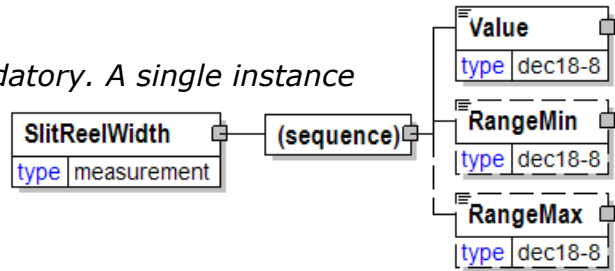 Value
type dec18-8
datory. A single instance
RangeMin
SlitReelWidth
(sequence)
type measurement
type dec18-8
RangeMax
type dec18-8